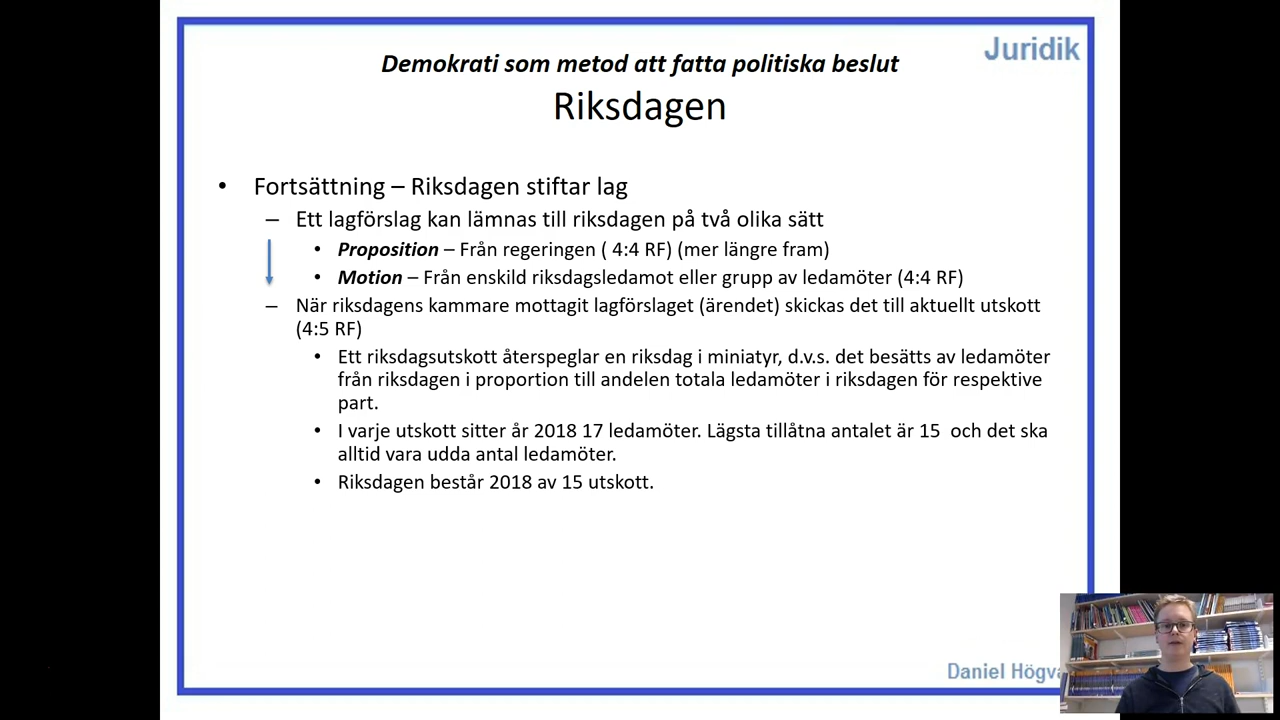 Juridik
Demokrati som metod att fatta politiska beslut
Riksdagen
• Fortsättning – Riksdagen stiftar lag
– Ett lagförslag kan lämnas till riksdagen på två olika sätt
• Proposition – Från regeringen ( 4:4 RF) (mer längre fram)
• Motion – Från enskild riksdagsledamot eller grupp av ledamöter (4:4 RF)
– När riksdagens kammare mottagit lagförslaget (ärendet) skickas det till aktuellt utskott
(4:5 RF)
• Ett riksdagsutskott återspeglar en riksdag i miniatyr, d.v.s. det besätts av ledamöter
från riksdagen i proportion till andelen totala ledamöter i riksdagen för respektive
part.
• I varje utskott sitter år 2018 17 ledamöter. Lägsta tillåtna antalet är 15 och det ska
alltid vara udda antal ledamöter.
• Riksdagen består 2018 av 15 utskott.
Daniel